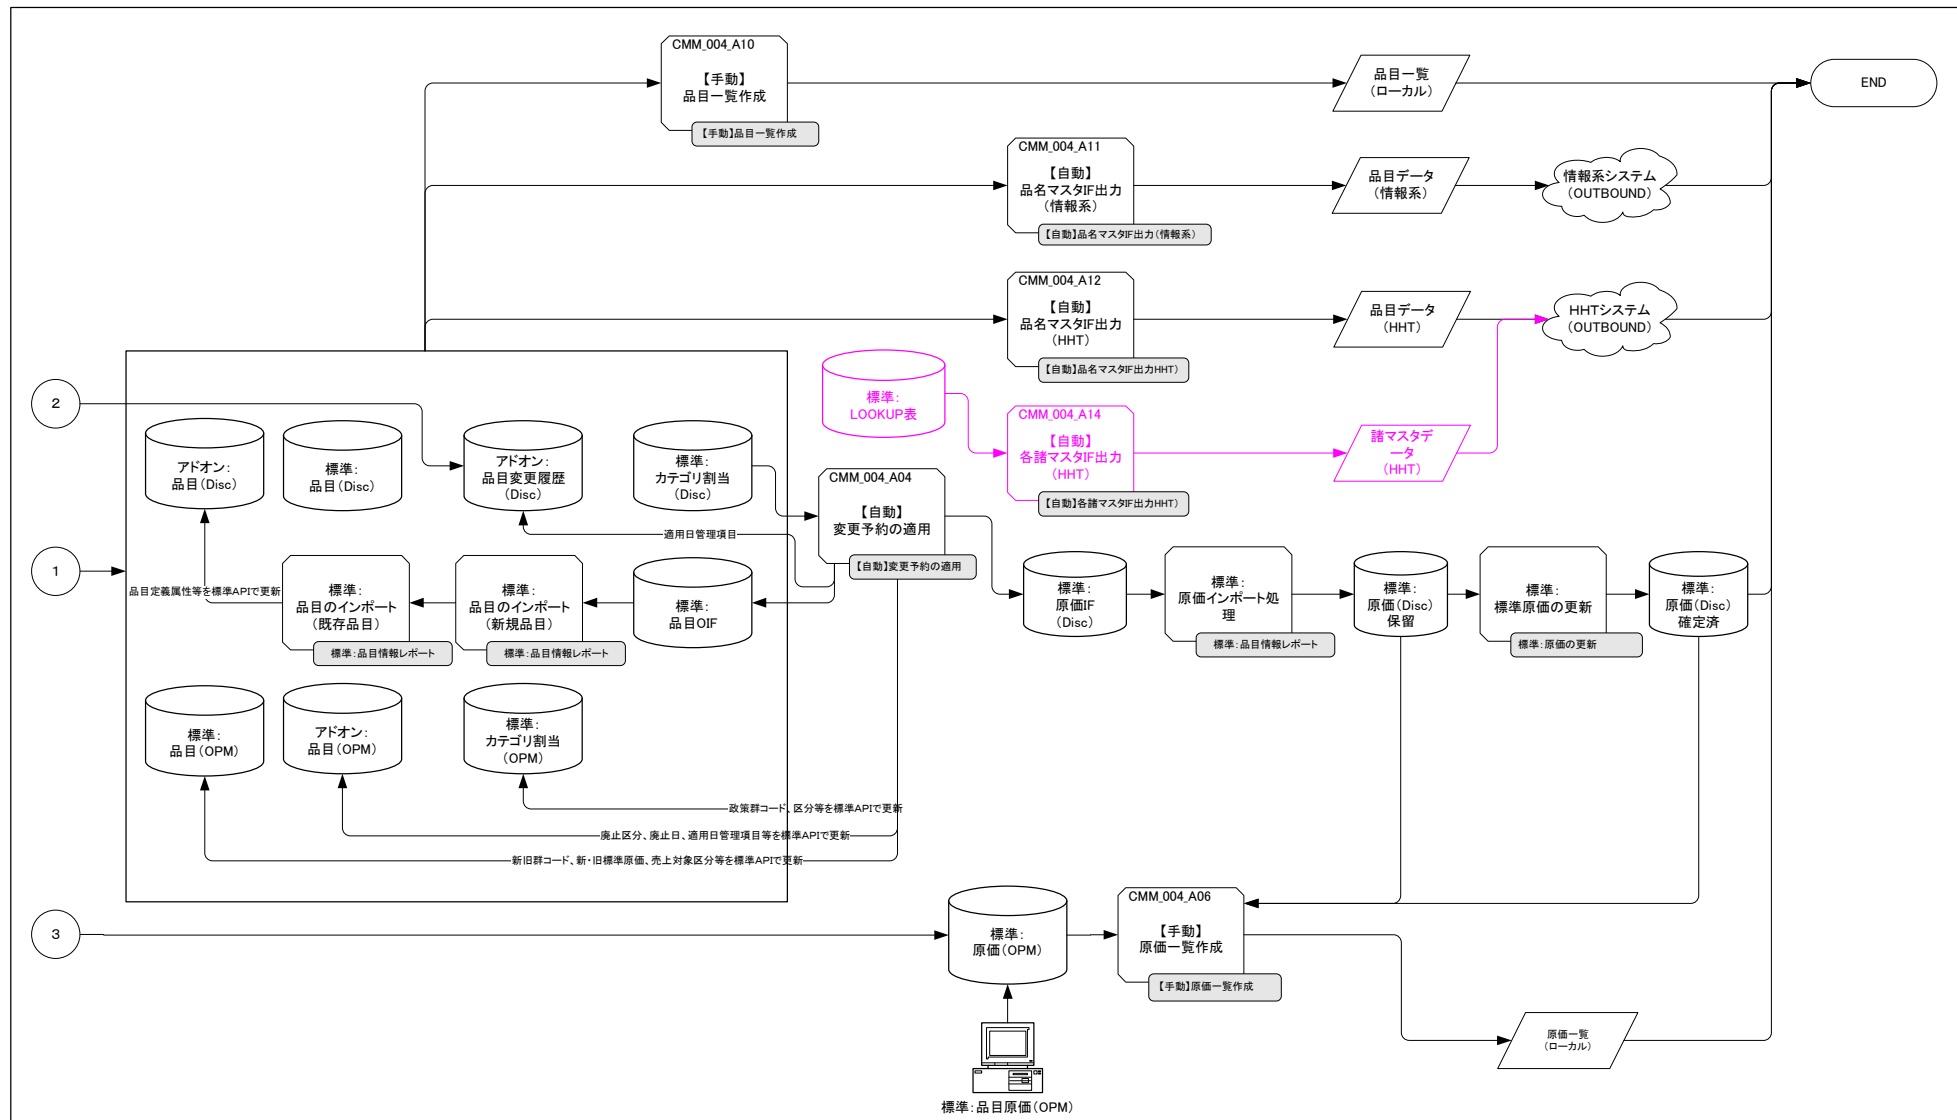 CMM_004_A10
【手動】
品目一覧作成
【手動】品目一覧作成
品目一覧
（ローカル）
END
CMM_004_A11
【自動】
品名マスタIF出力
（情報系）
【自動】品名マスタIF出力（情報系）
品目データ
（情報系）
情報系システム
（OUTBOUND）
CMM_004_A12
【自動】
品名マスタIF出力
（HHT）
【自動】品名マスタIF出力HHT）
品目データ
（HHT）
HHTシステム
（OUTBOUND）
標準：
LOOKUP表
CMM_004_A14
【自動】
各諸マスタIF出力
（HHT）
【自動】各諸マスタIF出力HHT）
諸マスタデ
ータ
（HHT）
2
アドオン：
品目（Disc）
標準：
品目（Disc）
アドオン：
品目変更履歴
（Disc）
標準：
カテゴリ割当
（Disc）
CMM_004_A04
【自動】
変更予約の適用
【自動】変更予約の適用
適用日管理項目
1
品目定義属性等を標準APIで更新
標準：
品目のインポート
（既存品目）
標準：品目情報レポート
標準：
品目のインポート
（新規品目）
標準：品目情報レポート
標準：
品目OIF
標準：
原価IF
（Disc）
標準：
原価インポート処
理
標準：品目情報レポート
標準：
原価（Disc）
保留
標準：
標準原価の更新
標準：原価の更新
標準：
原価（Disc）
確定済
標準：
品目（OPM）
アドオン：
品目（OPM）
標準：
カテゴリ割当
（OPM）
政策群コード、区分等を標準APIで更新
廃止区分、廃止日、適用日管理項目等を標準APIで更新
新旧群コード、新・旧標準原価、売上対象区分等を標準APIで更新
3
標準：
原価（OPM）
CMM_004_A06
【手動】
原価一覧作成
【手動】原価一覧作成
原価一覧
（ローカル）
標準：品目原価（OPM）